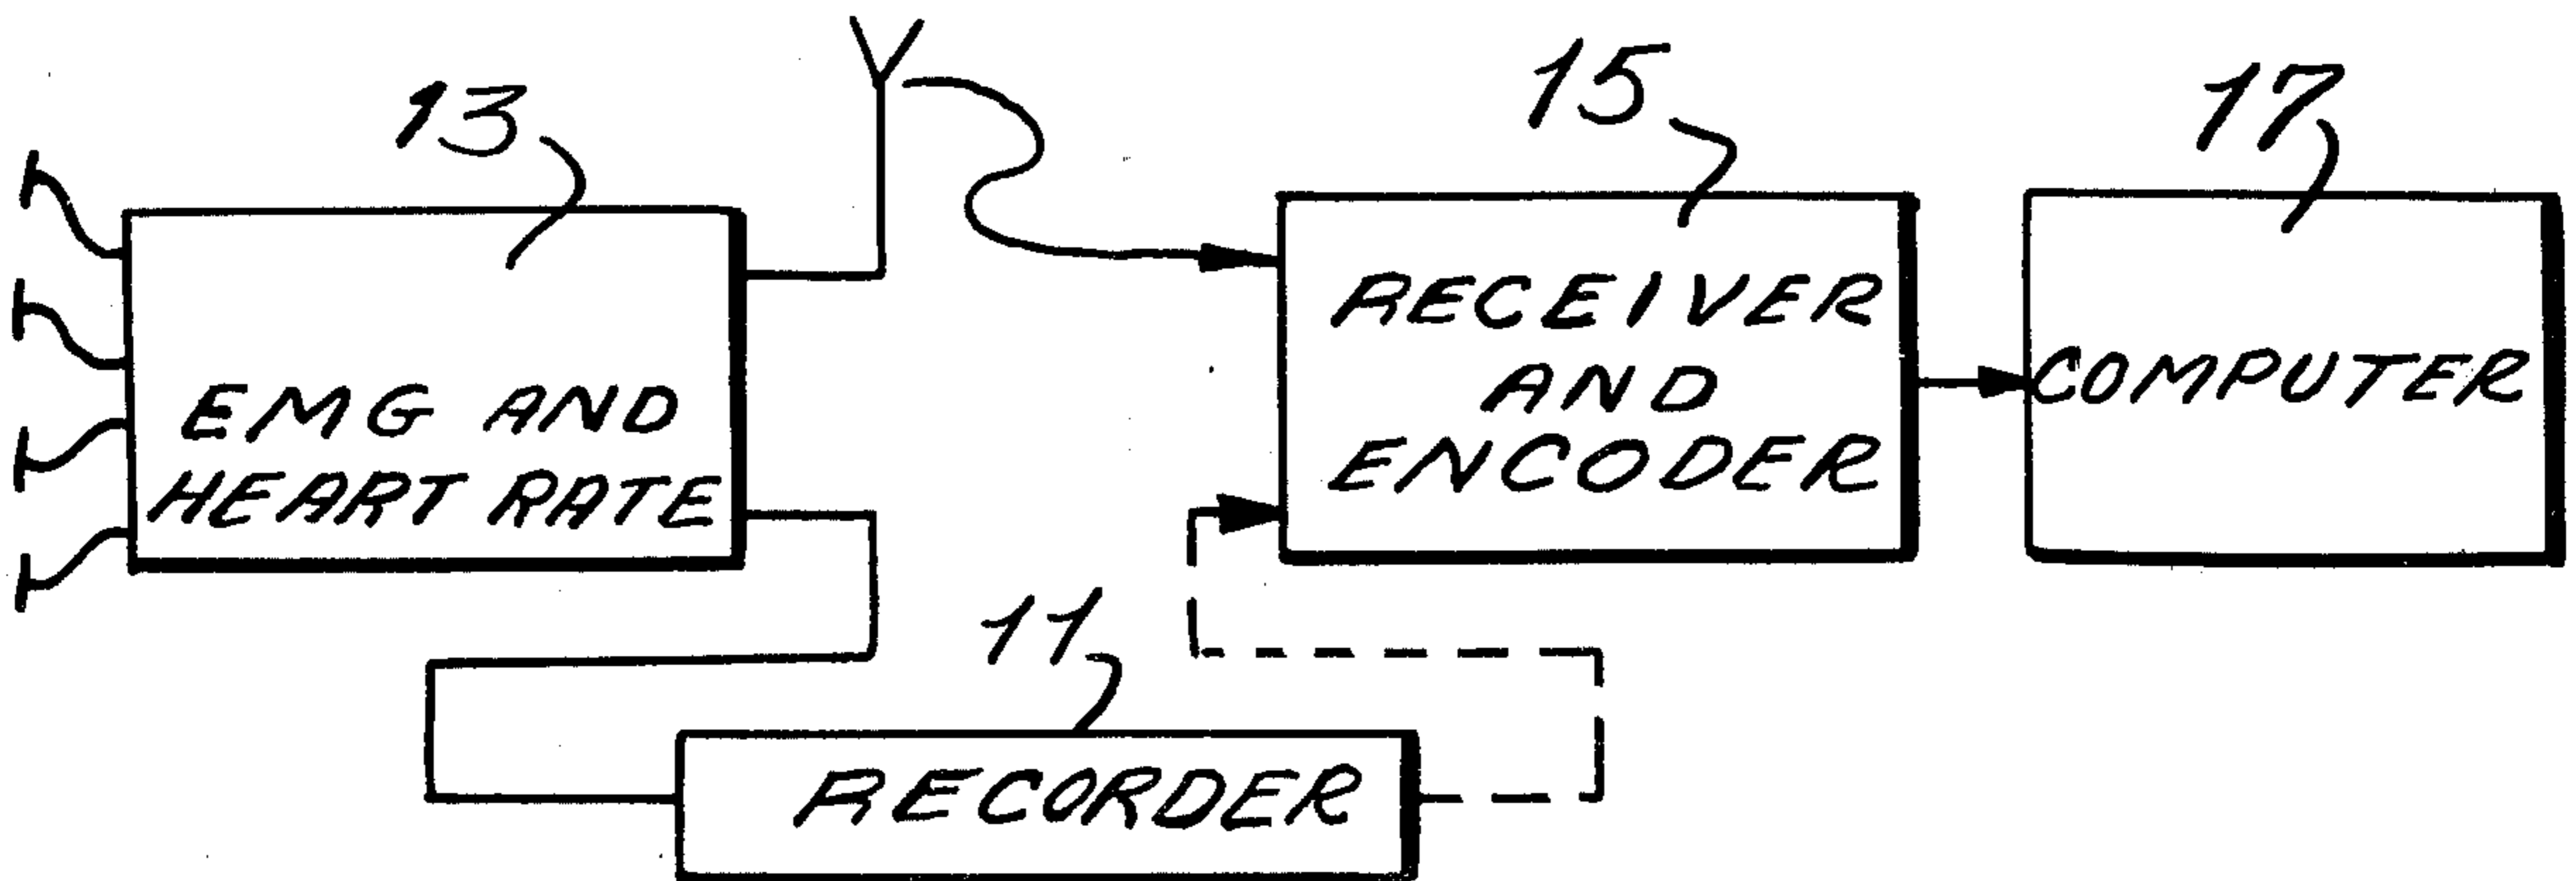 13
EMG AND
HEART RATE
15
RECEIVER
AND
ENCODER
17
COMPUTER
11
RECORDER